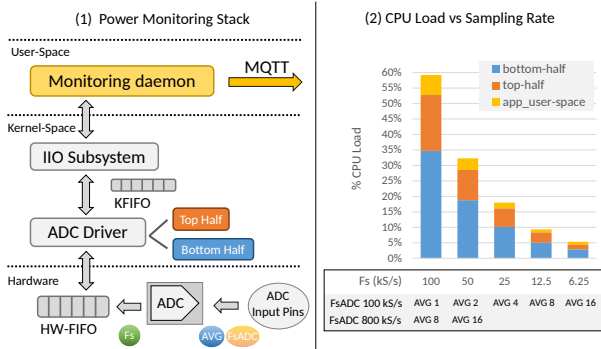 (1) Power Monitoring Stack
User-Space
Monitoring daemon
MQTT
Kernel-Space
IIO Subsystem
KFIFO
ADC Driver
Top Half
Bottom Half
Hardware
HW-FIFO
ADC
ADC
Input Pins
Fs
AVG
FsADC
(2) CPU Load vs Sampling Rate
bottom-half
top-half
app_user-space
% CPU Load
60%
55%
50%
45%
40%
35%
30%
25%
20%
15%
10%
5%
0%
Fs (kS/s) 100 50 25 12.5 6.25
FsADC 100 kS/s AVG 1 AVG 2 AVG 4 AVG 8 AVG 16
FsADC 800 kS/s AVG 8 AVG 16